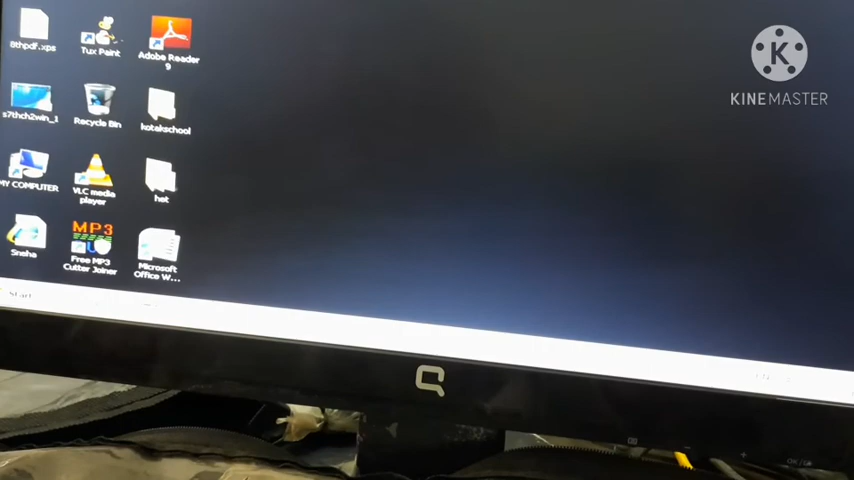 8thpdf.xps
Tux Paint
Adobe Reader
9
s7thch2win_1
Recycle Bin
kotakschool
MY COMPUTER
VLC media
player
het
Sneha
MP3
Free MP3
Cutter Joiner
Microsoft
Office W...
Start
K
KINEMASTER